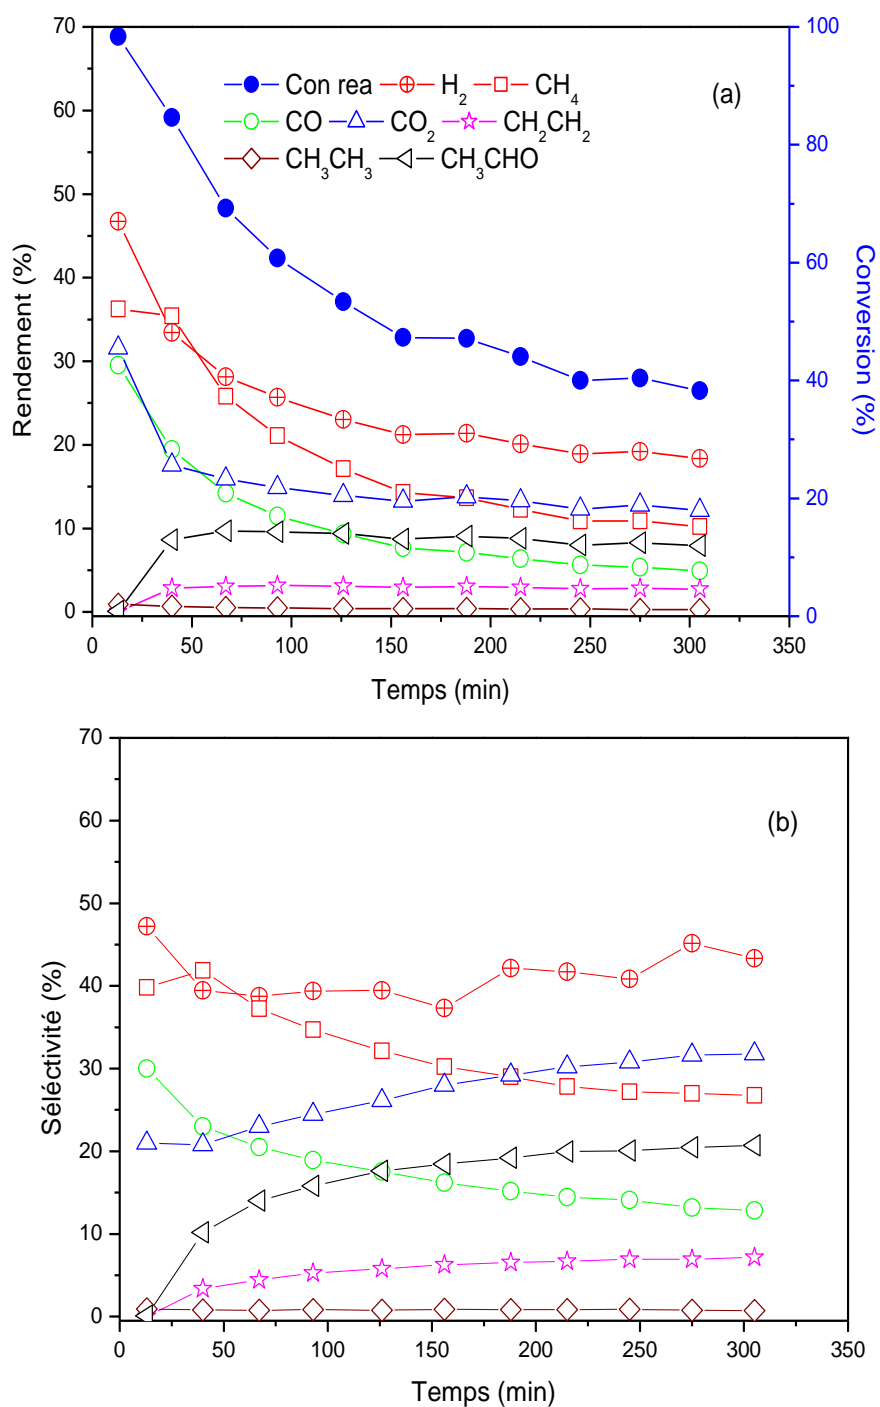 70
60
50
40
30
20
10
0
Rendement (%)
100
80
60
40
20
0
Conversion (%)
(a)
Con rea H₂ CH₄
CO CO₂ CH₂CH₂
CH₃CH₃ CH₃CHO
0 50 100 150 200 250 300 350
Temps (min)
70
60
50
40
30
20
10
0
Séléctivité (%)
(b)
0 50 100 150 200 250 300 350
Temps (min)